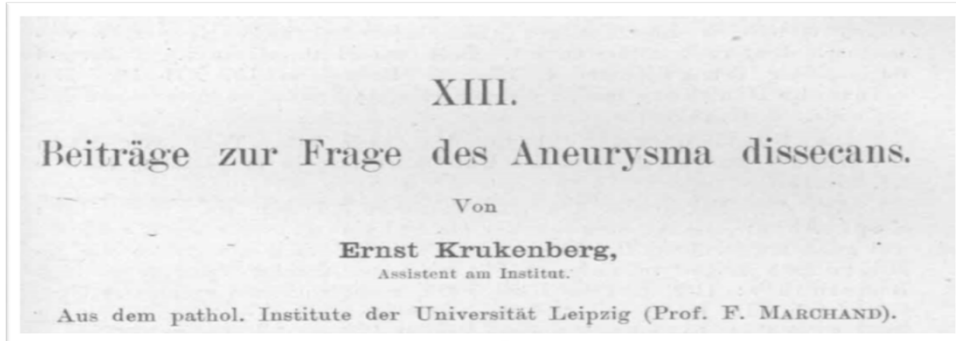 XIII.
Beiträge zur Frage des Aneurysma dissecans.
Von
Ernst Krukenberg,
Assistent am Institut.
Aus dem pathol. Institute der Universität Leipzig (Prof. F. MARCHAND).